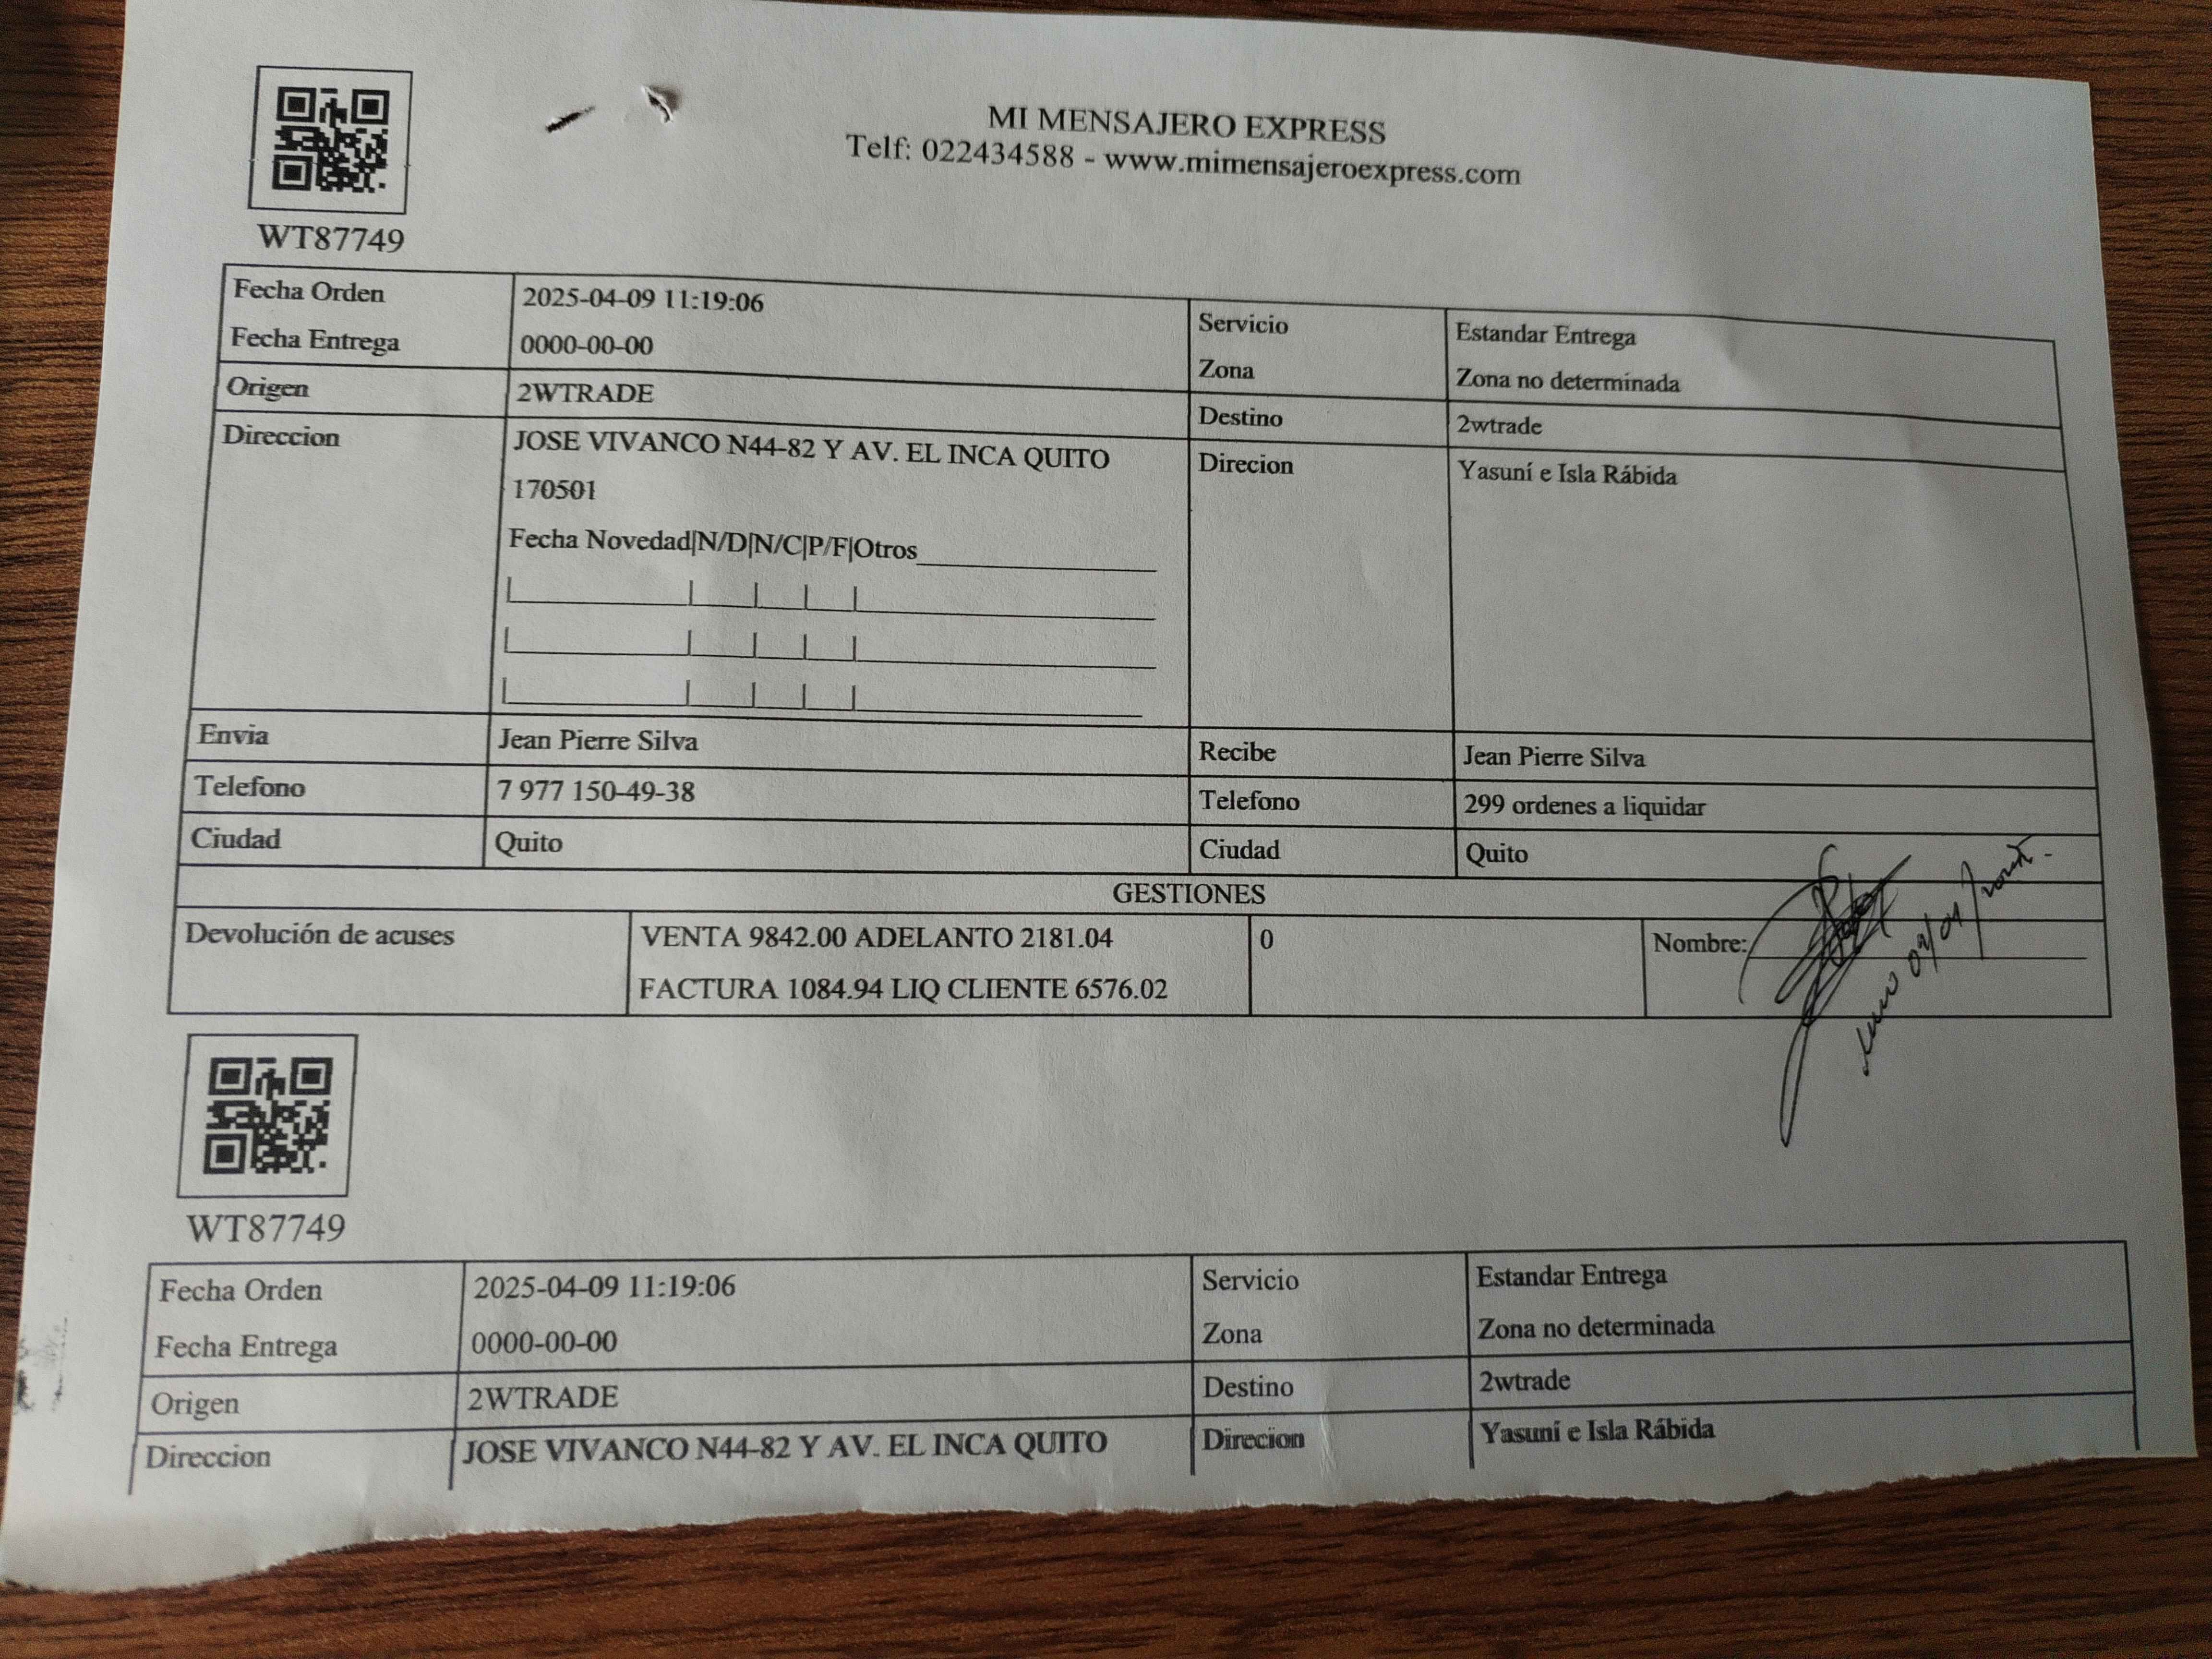 MI MENSAJERO EXPRESS
Telf: 022434588 - www.mimensajeroexpress.com
WT87749
Fecha Orden 2025-04-09 11:19:06 Servicio Estandar Entrega
Fecha Entrega 0000-00-00 Zona Zona no determinada
Origen 2WTRADE Destino 2wtrade
Direccion JOSE VIVANCO N44-82 Y AV. EL INCA QUITO Direcion Yasuní e Isla Rábida
170501
Fecha Novedad|N/D|N/C|P/F|Otros
Envia Jean Pierre Silva Recibe Jean Pierre Silva
Telefono 7 977 150-49-38 Telefono 299 ordenes a liquidar
Ciudad Quito Ciudad Quito
GESTIONES
Devolución de acuses VENTA 9842.00 ADELANTO 2181.04 0 Nombre:
FACTURA 1084.94 LIQ CLIENTE 6576.02
WT87749
Fecha Orden 2025-04-09 11:19:06 Servicio Estandar Entrega
Fecha Entrega 0000-00-00 Zona Zona no determinada
Origen 2WTRADE Destino 2wtrade
Direccion JOSE VIVANCO N44-82 Y AV. EL INCA QUITO Direcion Yasuní e Isla Rábida